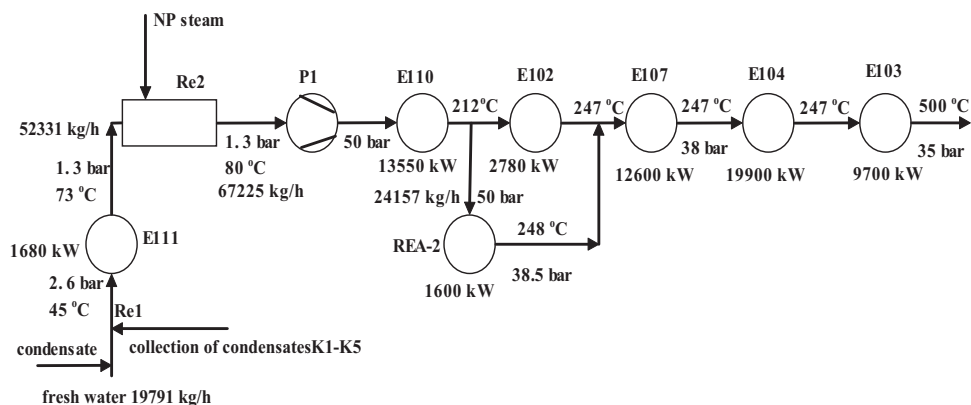 NP steam
Re2
P1
E110
E102
E107
E104
E103
212°C
247 °C
247 °C
247 °C
500 °C
52331 kg/h
1.3 bar
50 bar
38 bar
35 bar
1.3 bar
80 °C
13550 kW
2780 kW
12600 kW
19900 kW
9700 kW
73 °C
67225 kg/h
24157 kg/h
50 bar
E111
248 °C
1680 kW
REA-2
38.5 bar
2.6 bar
1600 kW
45 °C
Re1
condensate
collection of condensatesK1-K5
fresh water 19791 kg/h